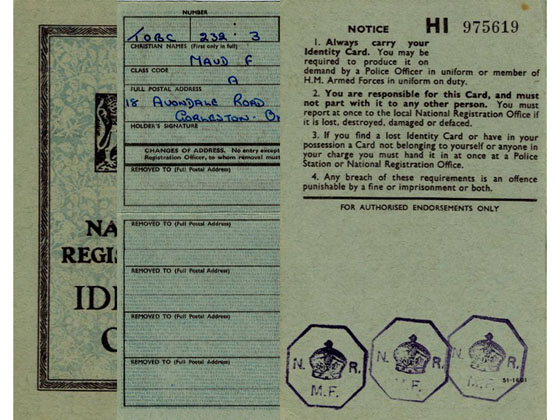 NUMBER
TOBC 232 : 3
CHRISTIAN NAMES (First only in full)
MAUD F
CLASS CODE
A
FULL POSTAL ADDRESS
18 AVONDALE ROAD
GORLESTON. ON
HOLDER'S SIGNATURE
CHANGES OF ADDRESS. No entry except
Registration Officer, to whom removal must
REMOVED TO (Full Postal Address)
REMOVED TO (Full Postal Address)
REMOVED TO (Full Postal Address)
REMOVED TO (Full Postal Address)
REMOVED TO (Full Postal Address)
NA
REGIS
IDE
C
NOTICE HI 975619
1. Always carry your
Identity Card. You may be
required to produce it on
demand by a Police Officer in uniform or member of
H.M. Armed Forces in uniform on duty.
2. You are responsible for this Card, and must
not part with it to any other person. You must
report at once to the local National Registration Office if
it is lost, destroyed, damaged or defaced.
3. If you find a lost Identity Card or have in your
possession a Card not belonging to yourself or anyone in
your charge you must hand it in at once at a Police
Station or National Registration Office.
4. Any breach of these requirements is an offence
punishable by a fine or imprisonment or both.
FOR AUTHORISED ENDORSEMENTS ONLY
N. R.
M.F.
N. R.
M.F.
N. R.
M.F.